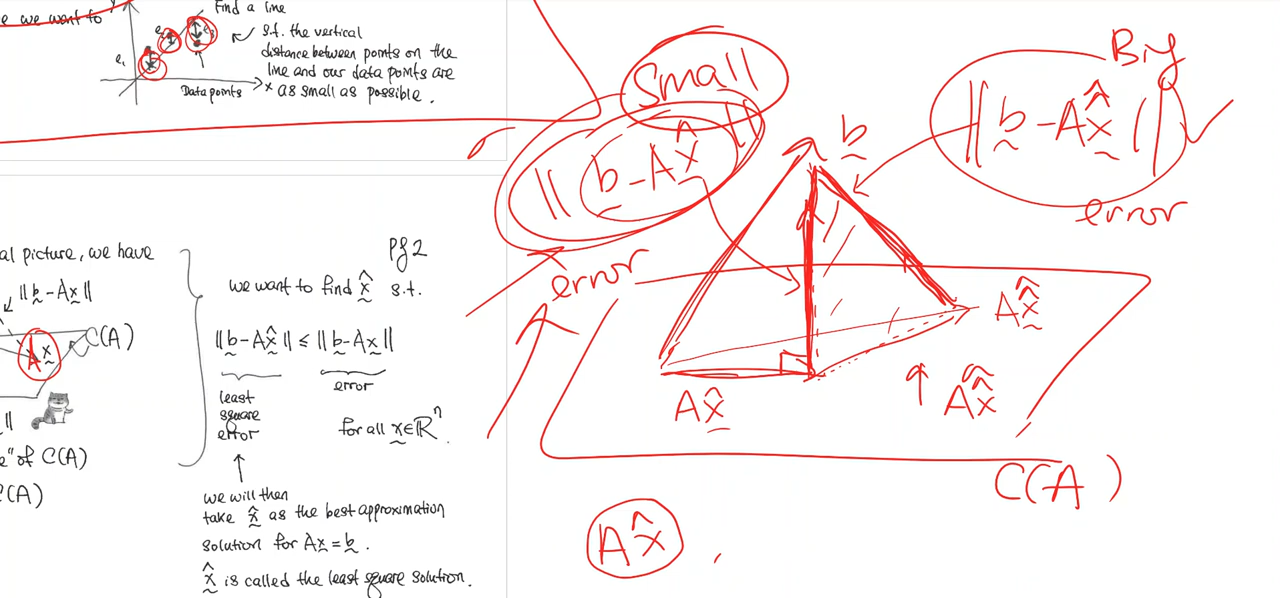 e we want to
Find a line
s.t. the vertical
distance between points on the
line and our data points are
as small as possible.
e₁
e₂
Data points
x
al picture, we have
‖b-Ax‖
Ax
C(A)
‖
e" of C(A)
C(A)
Pf 2
we want to find x̂ s.t.
‖b-Ax̂‖ ≤ ‖b-Ax‖
least
square
error
error
for all x∈ℝⁿ.
we will then
take x̂ as the best approximation
solution for Ax=b.
x̂ is called the least square solution.
Small
‖b-Ax̂‖
error
b
Big
‖b-Ax̂‖
error
Ax̂
Ax̂̂
Ax̂̂
C(A)
Ax̂